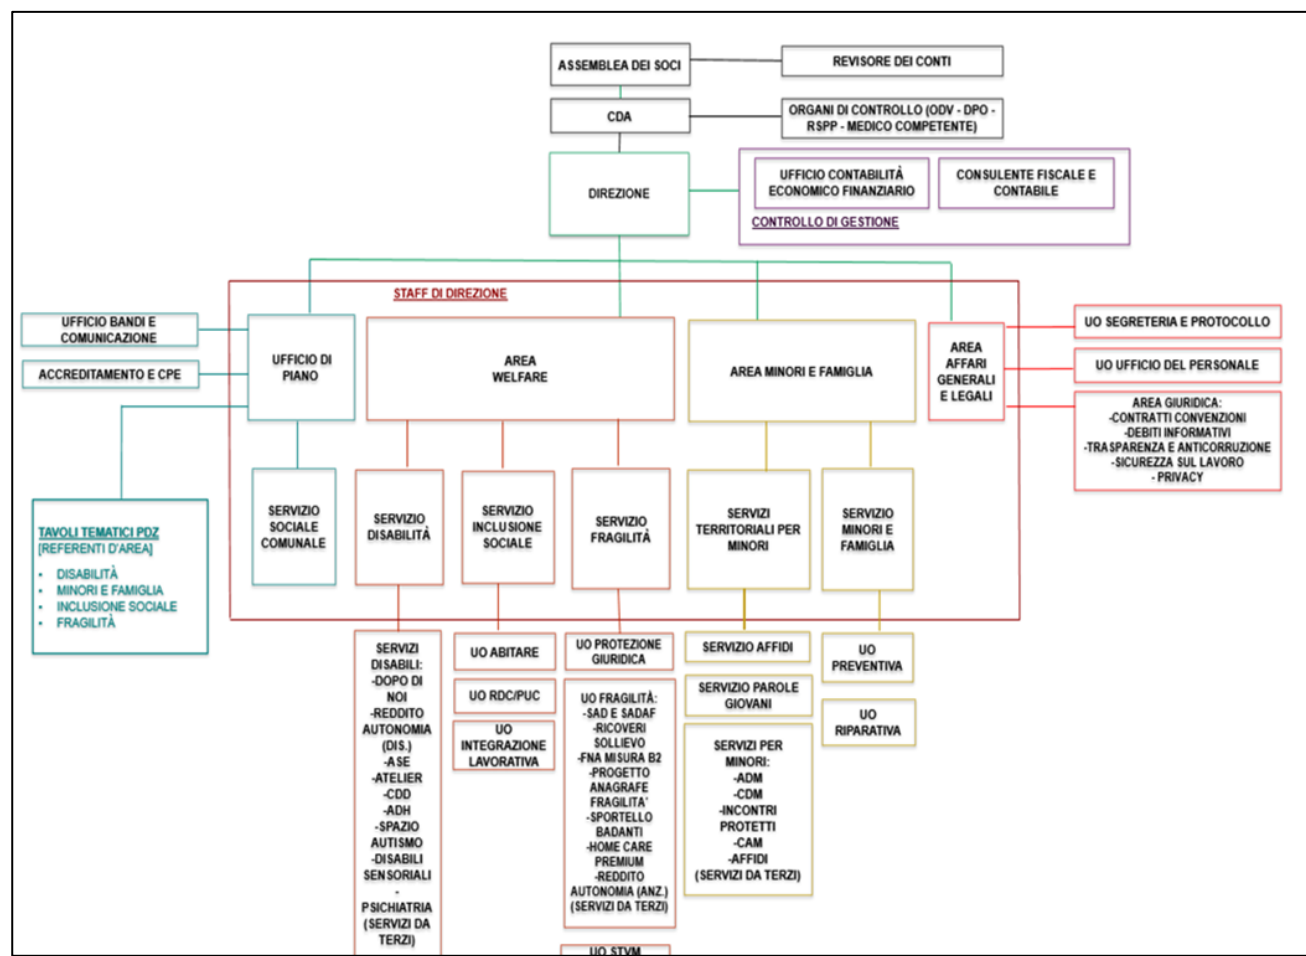 ASSEMBLEA DEI SOCI
REVISORE DEI CONTI
CDA
ORGANI DI CONTROLLO (ODV - DPO -
RSPP - MEDICO COMPETENTE)
DIREZIONE
UFFICIO CONTABILITÀ
ECONOMICO FINANZIARIO
CONSULENTE FISCALE E
CONTABILE
CONTROLLO DI GESTIONE
STAFF DI DIREZIONE
UFFICIO BANDI E
COMUNICAZIONE
ACCREDITAMENTO E CPE
UFFICIO DI
PIANO
AREA
WELFARE
AREA MINORI E FAMIGLIA
AREA
AFFARI
GENERALI
E LEGALI
UO SEGRETERIA E PROTOCOLLO
UO UFFICIO DEL PERSONALE
AREA GIURIDICA:
-CONTRATTI CONVENZIONI
-DEBITI INFORMATIVI
-TRASPARENZA E ANTICORRUZIONE
-SICUREZZA SUL LAVORO
- PRIVACY
TAVOLI TEMATICI PDZ
[REFERENTI D'AREA]
• DISABILITÀ
• MINORI E FAMIGLIA
• INCLUSIONE SOCIALE
• FRAGILITÀ
SERVIZIO
SOCIALE
COMUNALE
SERVIZIO
DISABILITÀ
SERVIZIO
INCLUSIONE
SOCIALE
SERVIZIO
FRAGILITÀ
SERVIZI
TERRITORIALI PER
MINORI
SERVIZIO
MINORI E
FAMIGLIA
SERVIZI
DISABILI:
-DOPO DI
NOI
-REDDITO
AUTONOMIA
(DIS.)
-ASE
-ATELIER
-CDD
-ADH
-SPAZIO
AUTISMO
-DISABILI
SENSORIALI
-
PSICHIATRIA
(SERVIZI DA
TERZI)
UO ABITARE
UO RDC/PUC
UO
INTEGRAZIONE
LAVORATIVA
UO PROTEZIONE
GIURIDICA
UO FRAGILITÀ:
-SAD E SADAF
-RICOVERI
SOLLIEVO
-FNA MISURA B2
-PROGETTO
ANAGRAFE
FRAGILITA'
-SPORTELLO
BADANTI
-HOME CARE
PREMIUM
-REDDITO
AUTONOMIA (ANZ.)
(SERVIZI DA TERZI)
UO STVM
SERVIZIO AFFIDI
SERVIZIO PAROLE
GIOVANI
SERVIZI PER
MINORI:
-ADM
-CDM
-INCONTRI
PROTETTI
-CAM
-AFFIDI
(SERVIZI DA TERZI)
UO
PREVENTIVA
UO
RIPARATIVA